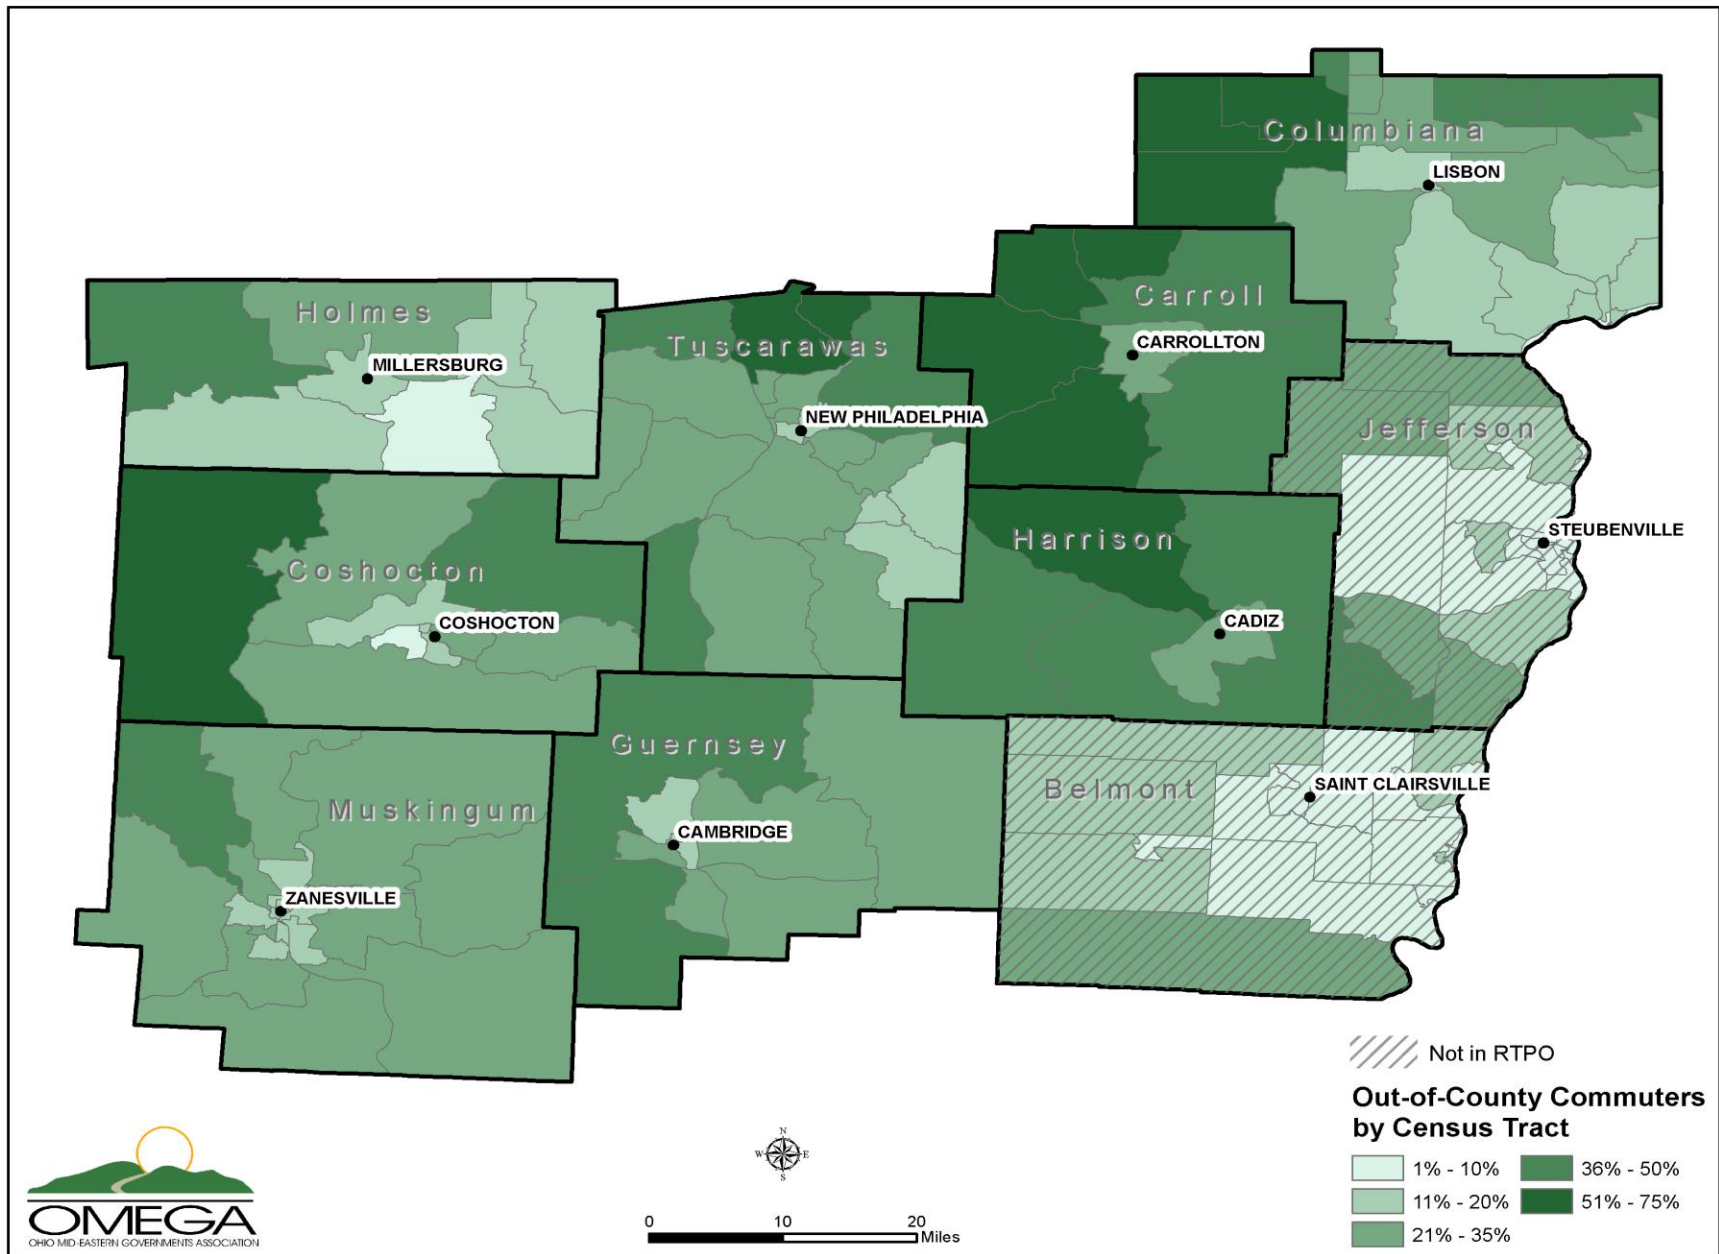 Columbiana
LISBON
Carroll
CARROLLTON
Holmes
MILLERSBURG
Tuscarawas
NEW PHILADELPHIA
Jefferson
STEUBENVILLE
Harrison
CADIZ
Coshocton
COSHOCTON
Guernsey
CAMBRIDGE
Belmont
SAINT CLAIRSVILLE
Muskingum
ZANESVILLE
Not in RTPO
Out-of-County Commuters
by Census Tract
1% - 10%
11% - 20%
21% - 35%
36% - 50%
51% - 75%
N
W E
S
0 10 20
Miles
OMEGA
OHIO MID-EASTERN GOVERNMENTS ASSOCIATION